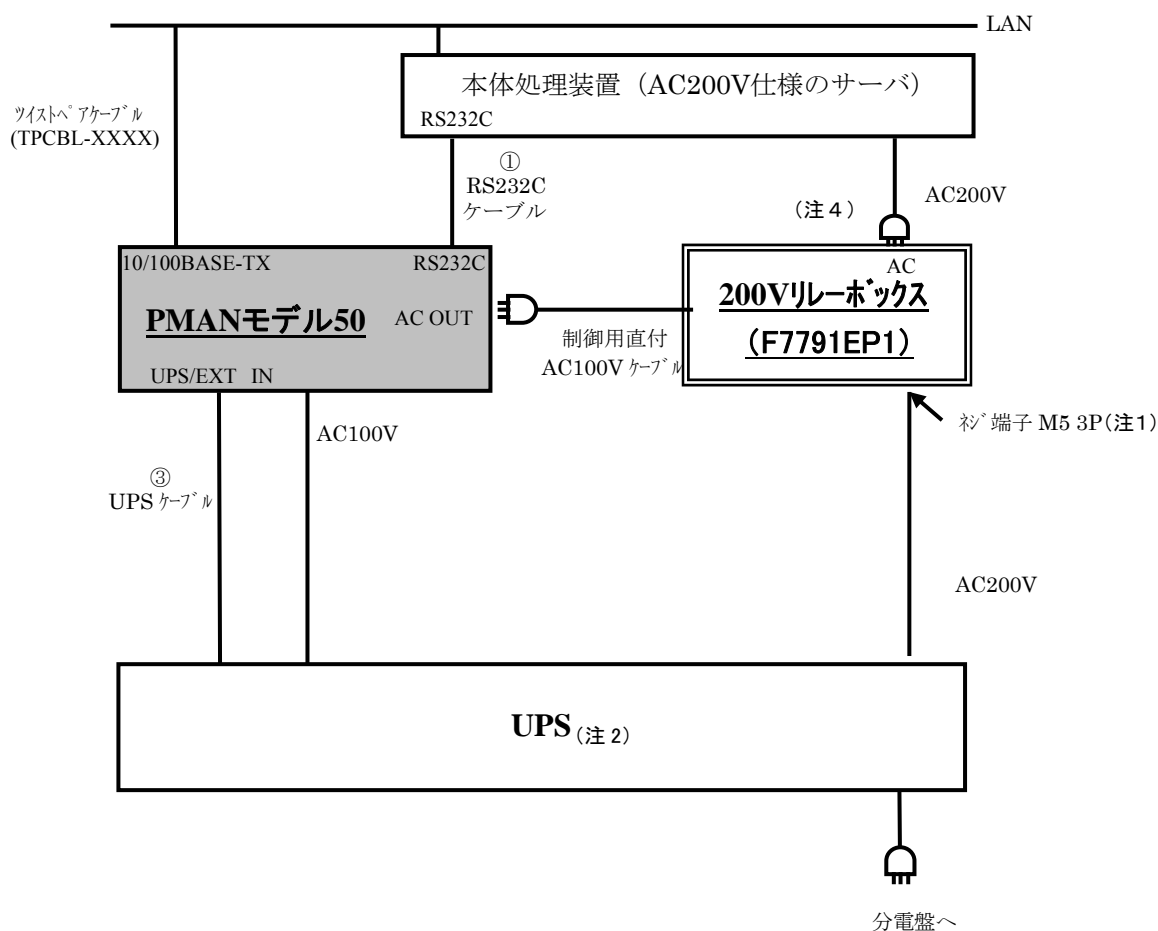 LAN
本体処理装置（AC200V仕様のサーバ）
RS232C
ﾂｲｽﾄﾍﾟｱｹｰﾌﾞﾙ
(TPCBL-XXXX)
①
RS232C
ケーブル
AC200V
（注４）
10/100BASE-TX
RS232C
PMANモデル50
AC OUT
UPS/EXT IN
AC
200Vﾘﾚｰﾎﾞｯｸｽ
（F7791EP1）
制御用直付
AC100V ｹｰﾌﾞﾙ
AC100V
ﾈｼﾞ端子 M5 3P(注1)
③
UPS ｹｰﾌﾞﾙ
AC200V
UPS（注 2）
分電盤へ